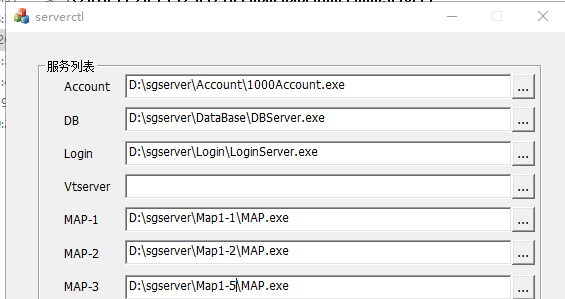 serverctl
服务列表
Account D:\sgserver\Account\1000Account.exe ...
DB D:\sgserver\DataBase\DBServer.exe ...
Login D:\sgserver\Login\LoginServer.exe ...
Vtserver ...
MAP-1 D:\sgserver\Map1-1\MAP.exe ...
MAP-2 D:\sgserver\Map1-2\MAP.exe ...
MAP-3 D:\sgserver\Map1-5\MAP.exe ...